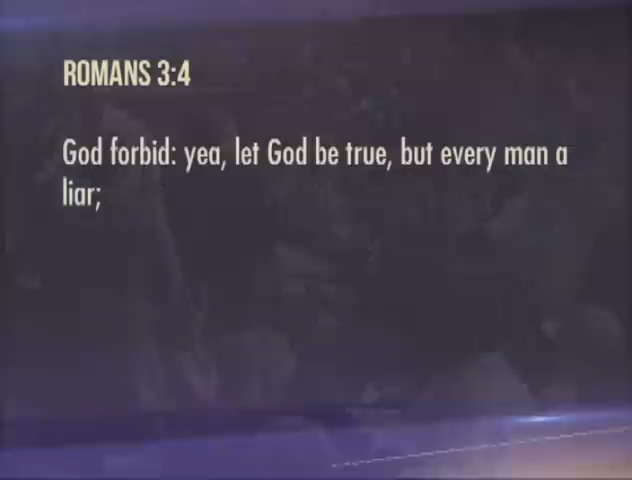 ROMANS 3:4
God forbid: yea, let God be true, but every man a
liar;